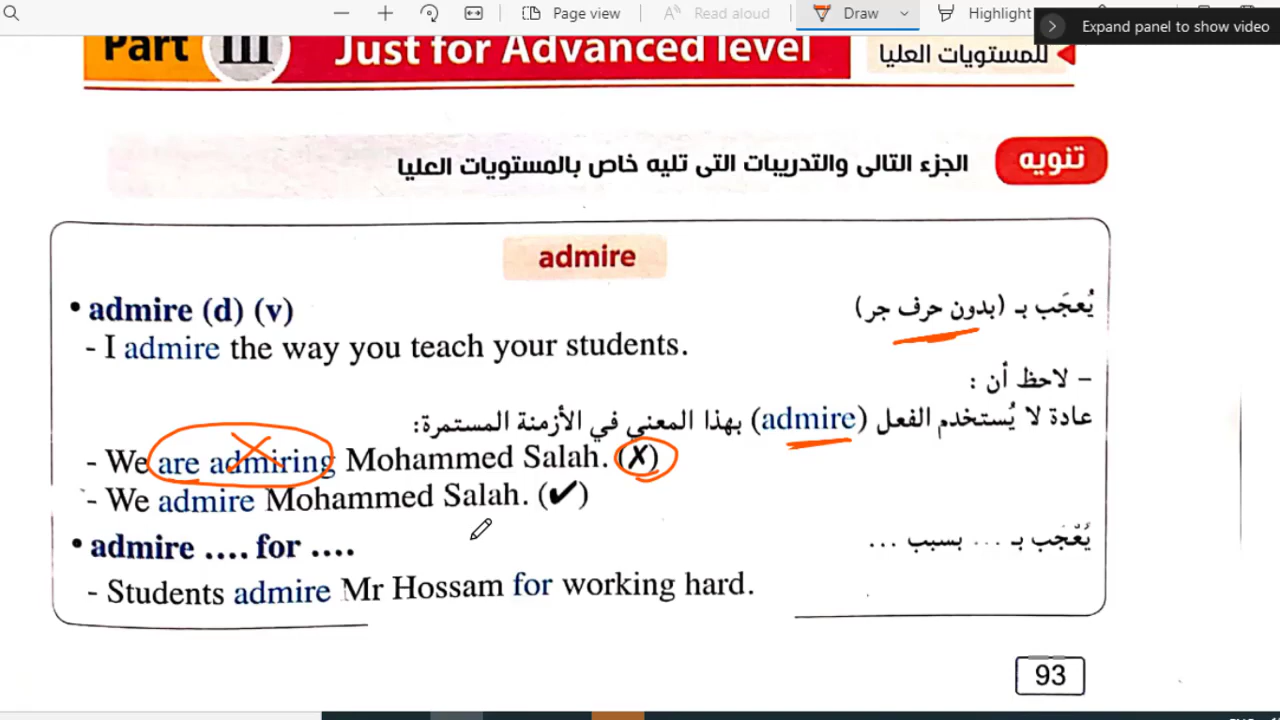 Page view
Read aloud
Draw
Highlight
Expand panel to show video
Part III Just for Advanced level للمستويات العليا
تنويه الجزء التالى والتدريبات التى تليه خاص بالمستويات العليا
admire
• admire (d) (v) يُعجَب بـ (بدون حرف جر)
- I admire the way you teach your students.
- لاحظ أن :
عادة لا يُستخدم الفعل (admire) بهذا المعنى في الأزمنة المستمرة:
- We are admiring Mohammed Salah. (✗)
- We admire Mohammed Salah. (✔)
• admire .... for .... يُعْجَب بـ ... بسبب ...
- Students admire Mr Hossam for working hard.
93